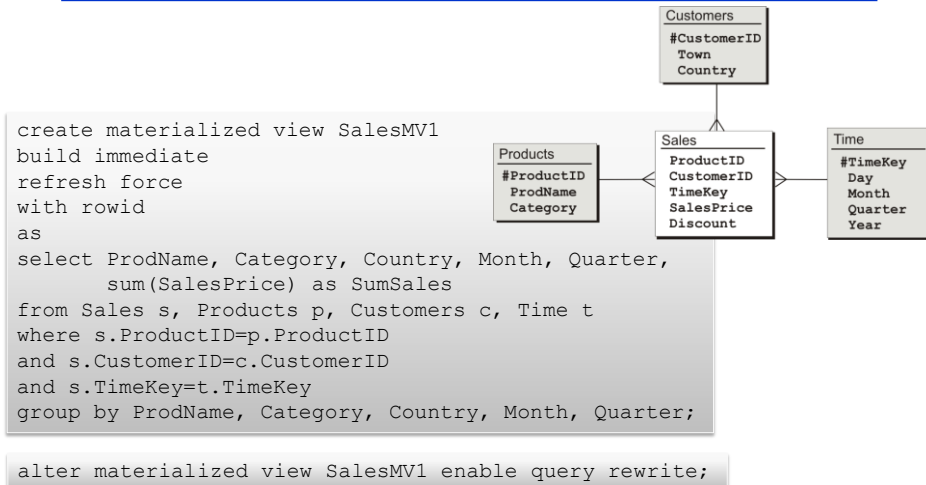 Customers
#CustomerID
Town
Country
Products
#ProductID
ProdName
Category
Sales
ProductID
CustomerID
TimeKey
SalesPrice
Discount
Time
#TimeKey
Day
Month
Quarter
Year
create materialized view SalesMV1
build immediate
refresh force
with rowid
as
select ProdName, Category, Country, Month, Quarter,
sum(SalesPrice) as SumSales
from Sales s, Products p, Customers c, Time t
where s.ProductID=p.ProductID
and s.CustomerID=c.CustomerID
and s.TimeKey=t.TimeKey
group by ProdName, Category, Country, Month, Quarter;
alter materialized view SalesMV1 enable query rewrite;